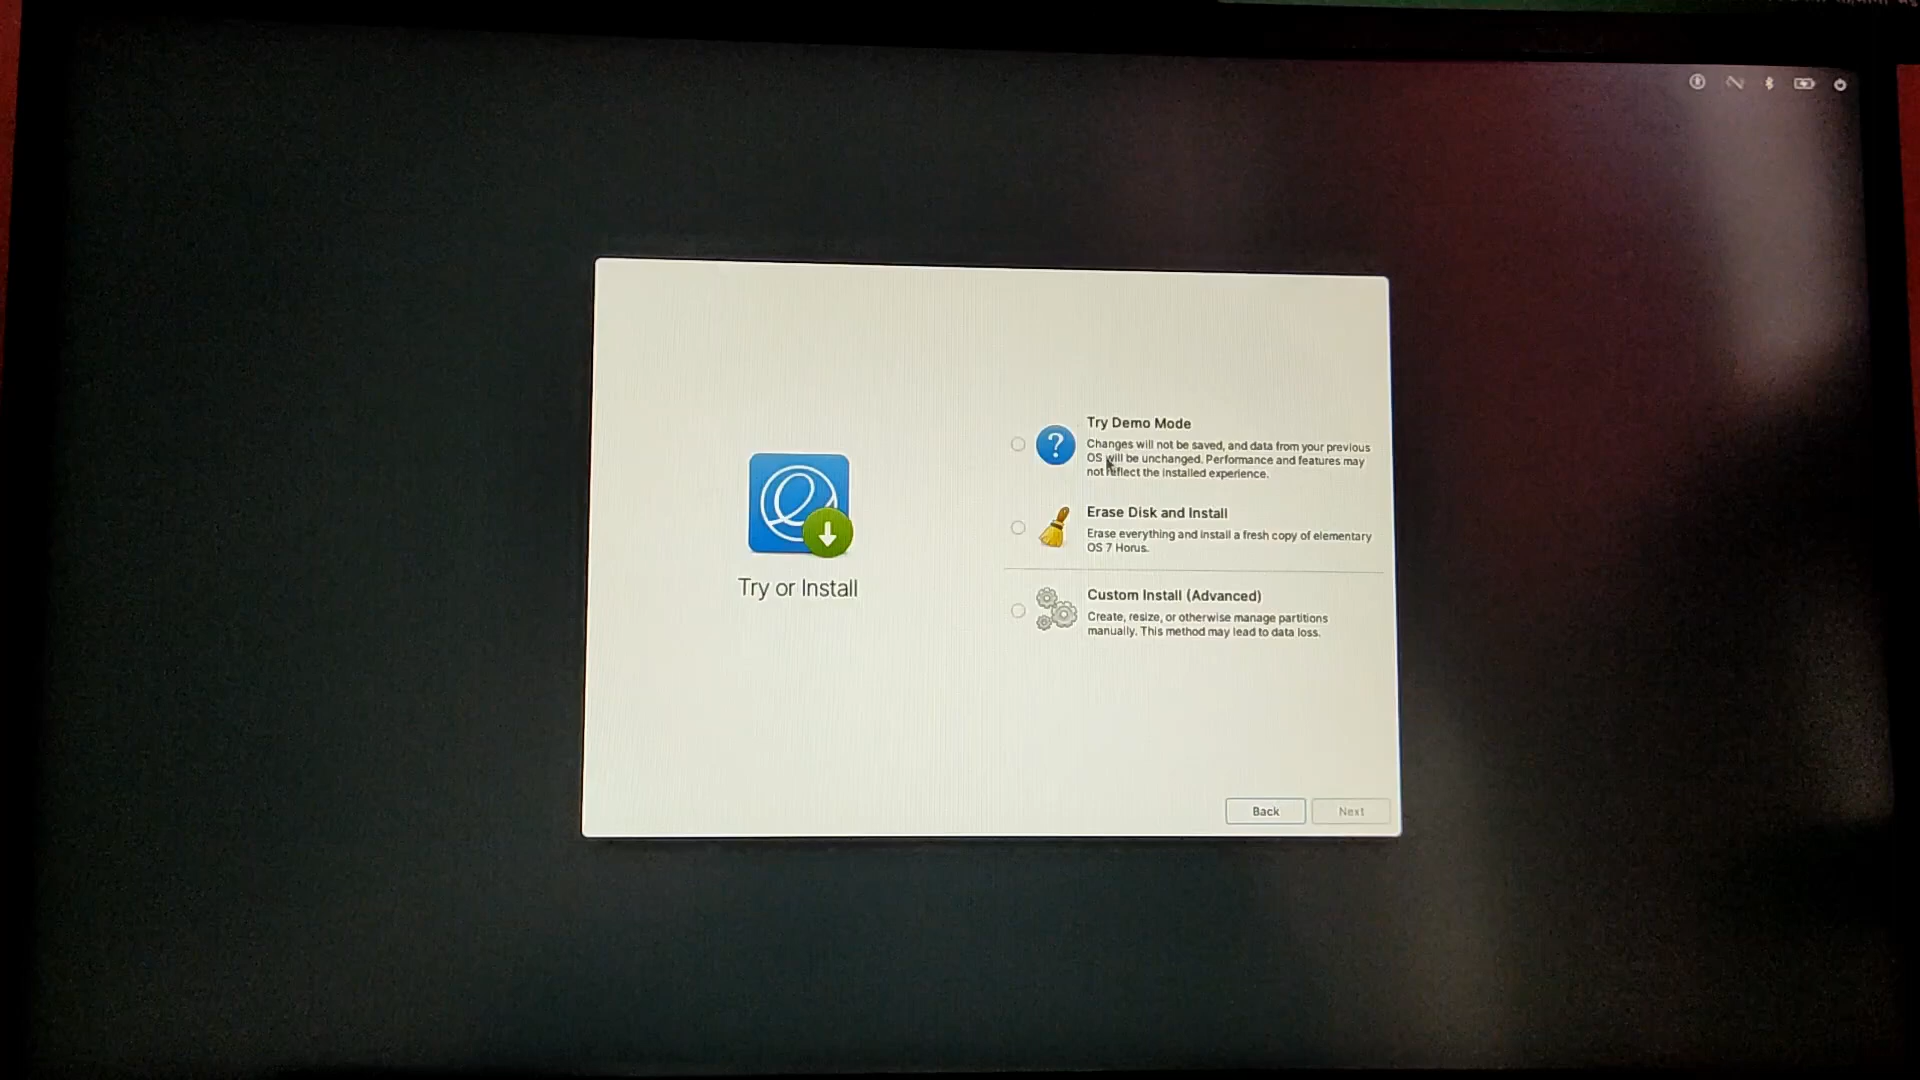 Try or Install
Try Demo Mode
Changes will not be saved, and data from your previous
OS will be unchanged. Performance and features may
not reflect the installed experience.
Erase Disk and Install
Erase everything and install a fresh copy of elementary
OS 7 Horus.
Custom Install (Advanced)
Create, resize, or otherwise manage partitions
manually. This method may lead to data loss.
Back
Next